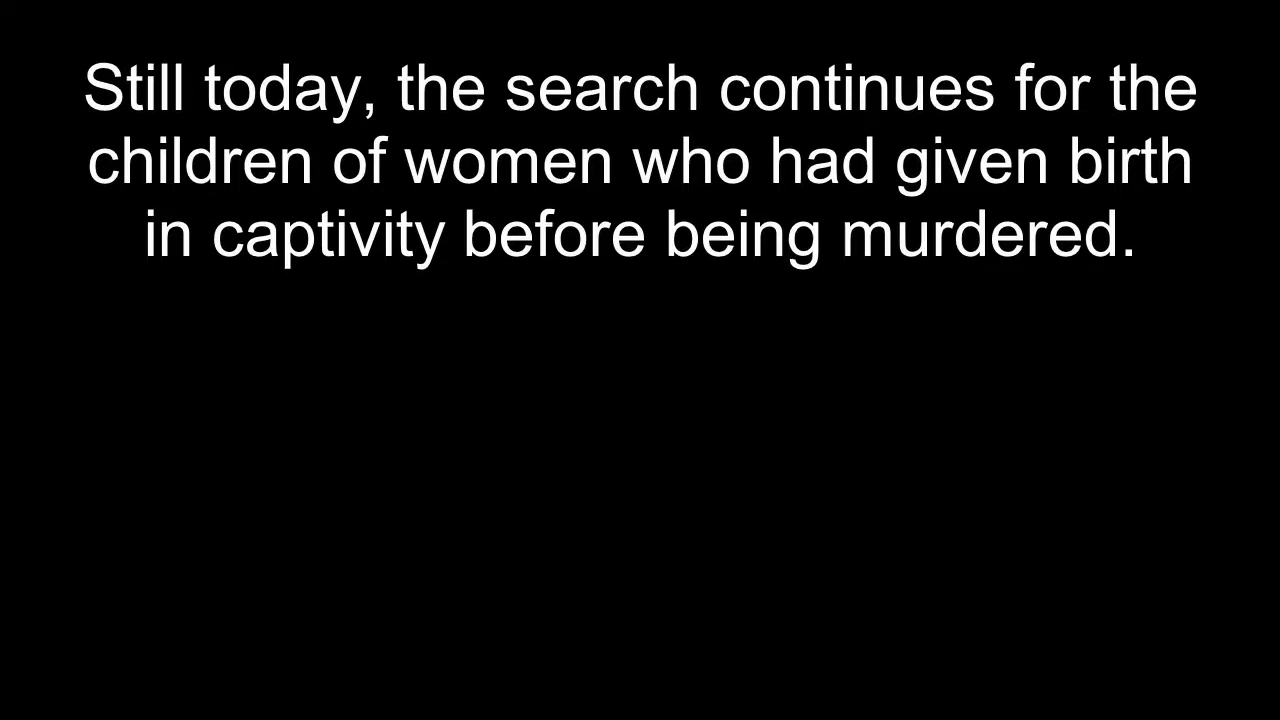 Still today, the search continues for the
children of women who had given birth
in captivity before being murdered.